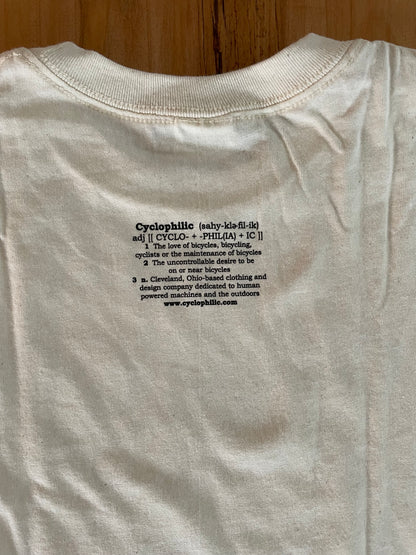 Cyclophilic (sahy-klə-fil-ik)
adj [[ CYCLO- + -PHIL(IA) + IC ]]
1 The love of bicycles, bicycling,
cyclists or the maintenance of bicycles
2 The uncontrollable desire to be
on or near bicycles
3 n. Cleveland, Ohio-based clothing and
design company dedicated to human
powered machines and the outdoors
www.cyclophilic.com